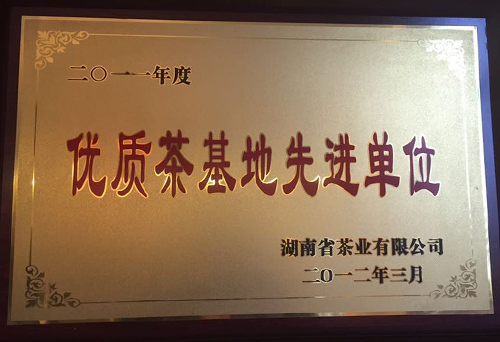 二〇一一年度
优质茶基地先进单位
湖南省茶业有限公司
二〇一二年三月